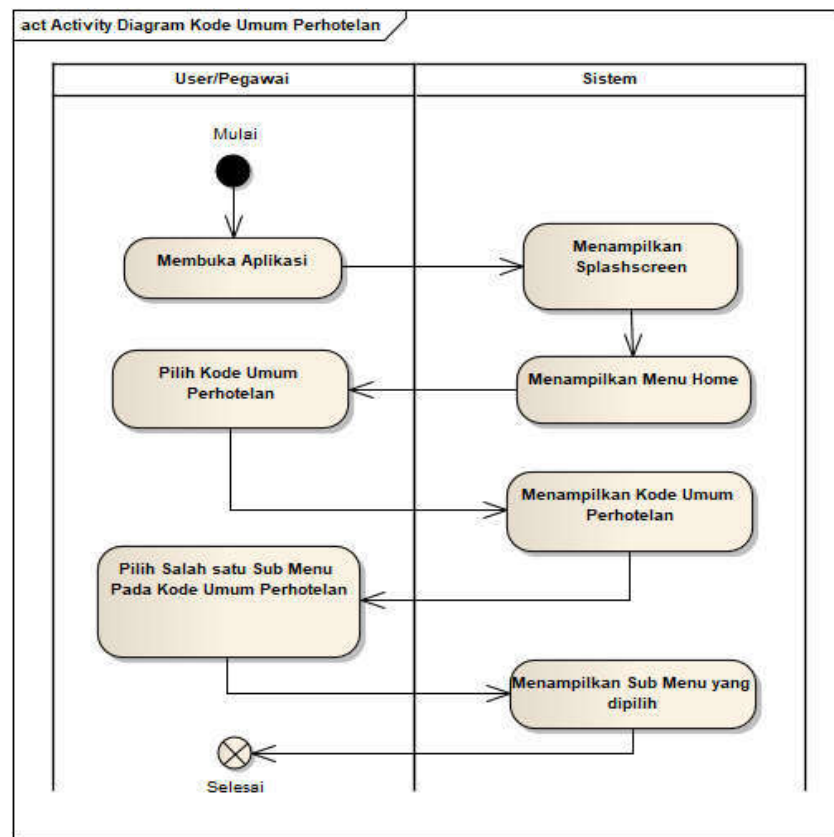 act Activity Diagram Kode Umum Perhotelan
User/Pegawai
Sistem
Mulai
Membuka Aplikasi
Menampilkan
Splashscreen
Pilih Kode Umum
Perhotelan
Menampilkan Menu Home
Menampilkan Kode Umum
Perhotelan
Pilih Salah satu Sub Menu
Pada Kode Umum Perhotelan
Menampilkan Sub Menu yang
dipilih
Selesai